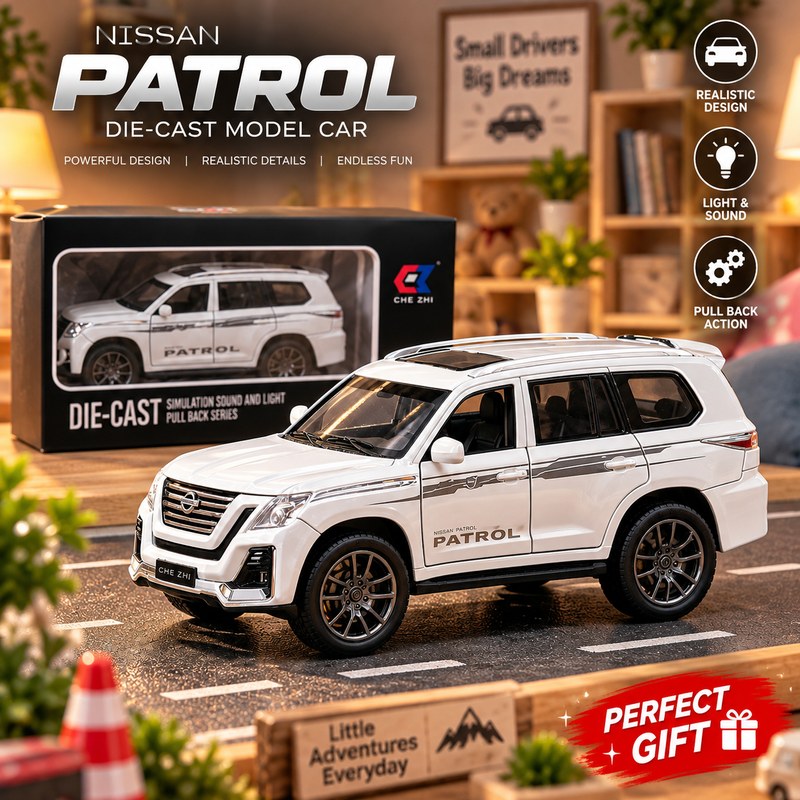 NISSAN
PATROL
DIE-CAST MODEL CAR
POWERFUL DESIGN | REALISTIC DETAILS | ENDLESS FUN
Small Drivers
Big Dreams
REALISTIC
DESIGN
LIGHT &
SOUND
PULL BACK
ACTION
CHE ZHI
PATROL
DIE-CAST
SIMULATION SOUND AND LIGHT
PULL BACK SERIES
NISSAN PATROL
PATROL
CHE ZHI
Little
Adventures
Everyday
PERFECT
GIFT